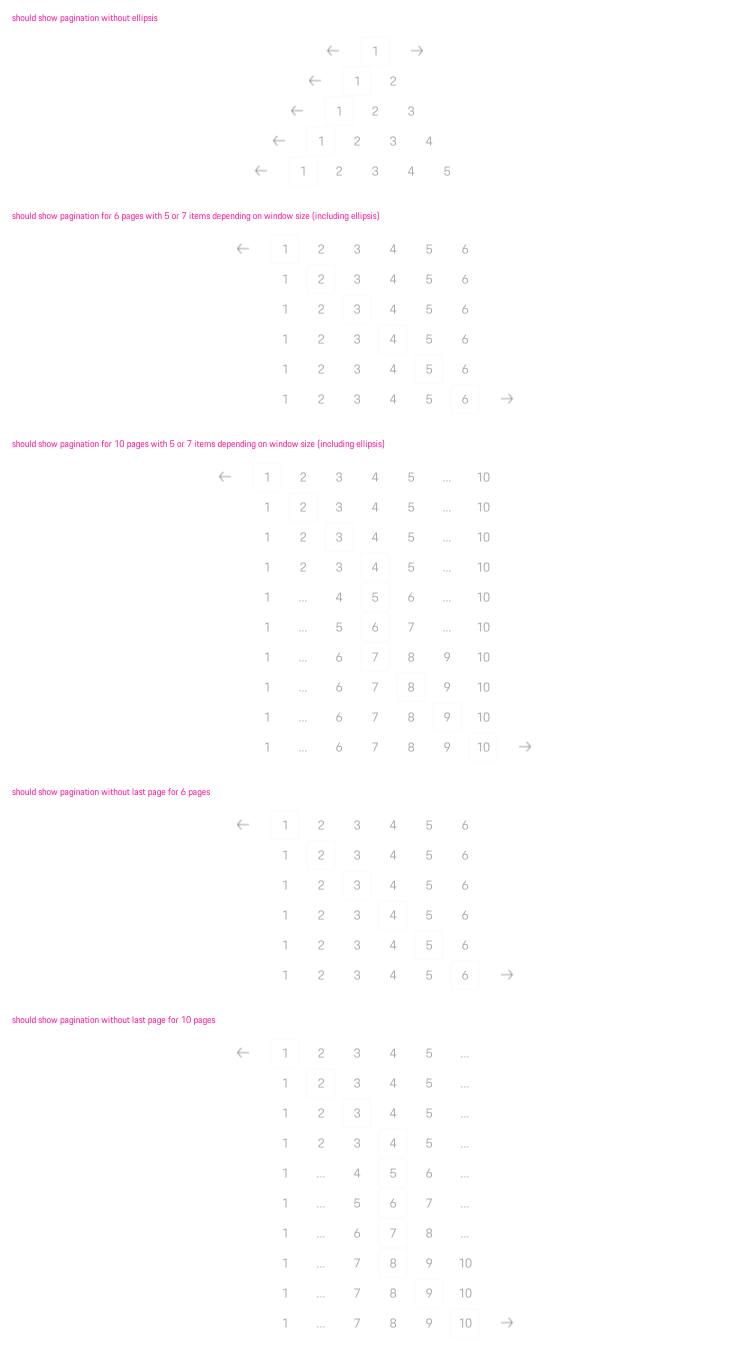 should show pagination without ellipsis
← 1 →
← 1 2
← 1 2 3
← 1 2 3 4
← 1 2 3 4 5
should show pagination for 6 pages with 5 or 7 items depending on window size (including ellipsis)
← 1 2 3 4 5 6
1 2 3 4 5 6
1 2 3 4 5 6
1 2 3 4 5 6
1 2 3 4 5 6
1 2 3 4 5 6 →
should show pagination for 10 pages with 5 or 7 items depending on window size (including ellipsis)
← 1 2 3 4 5 ... 10
1 2 3 4 5 ... 10
1 2 3 4 5 ... 10
1 2 3 4 5 ... 10
1 ... 4 5 6 ... 10
1 ... 5 6 7 ... 10
1 ... 6 7 8 9 10
1 ... 6 7 8 9 10
1 ... 6 7 8 9 10
1 ... 6 7 8 9 10 →
should show pagination without last page for 6 pages
← 1 2 3 4 5 6
1 2 3 4 5 6
1 2 3 4 5 6
1 2 3 4 5 6
1 2 3 4 5 6
1 2 3 4 5 6 →
should show pagination without last page for 10 pages
← 1 2 3 4 5 ...
1 2 3 4 5 ...
1 2 3 4 5 ...
1 2 3 4 5 ...
1 ... 4 5 6 ...
1 ... 5 6 7 ...
1 ... 6 7 8 ...
1 ... 7 8 9 10
1 ... 7 8 9 10
1 ... 7 8 9 10 →